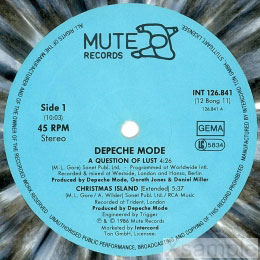 ALL RIGHTS OF THE MANUFACTURER AND OF THE OWNER OF THE RECORDED WORK RESERVED. UNAUTHORISED PUBLIC PERFORMANCE, BROADCASTING AND COPYING OF THIS RECORD PROHIBITED.
MUTE
RECORDS
INT 126.841
(12 Bong 11)
126.841 A
Side 1
(10:03)
45 RPM
Stereo
GEMA
LC 5834
DEPECHE MODE
A QUESTION OF LUST 4:26
(M. L. Gore) Sonet Publ. Ltd. - Programmed at Worldwide Int.
Recorded & mixed at Westside, London and Hansa, Berlin
Produced by Depeche Mode, Gareth Jones & Daniel Miller
CHRISTMAS ISLAND (Extended) 5:37
(M. L. Gore / A. Wilder) Sonet Publ. Ltd. / RCA Music
Recorded at Trident, London
Produced by Depeche Mode
Engineered by Trigger
℗ & © 1986 Mute Records
Marketed by Intercord
Ton GmbH., Licensee.